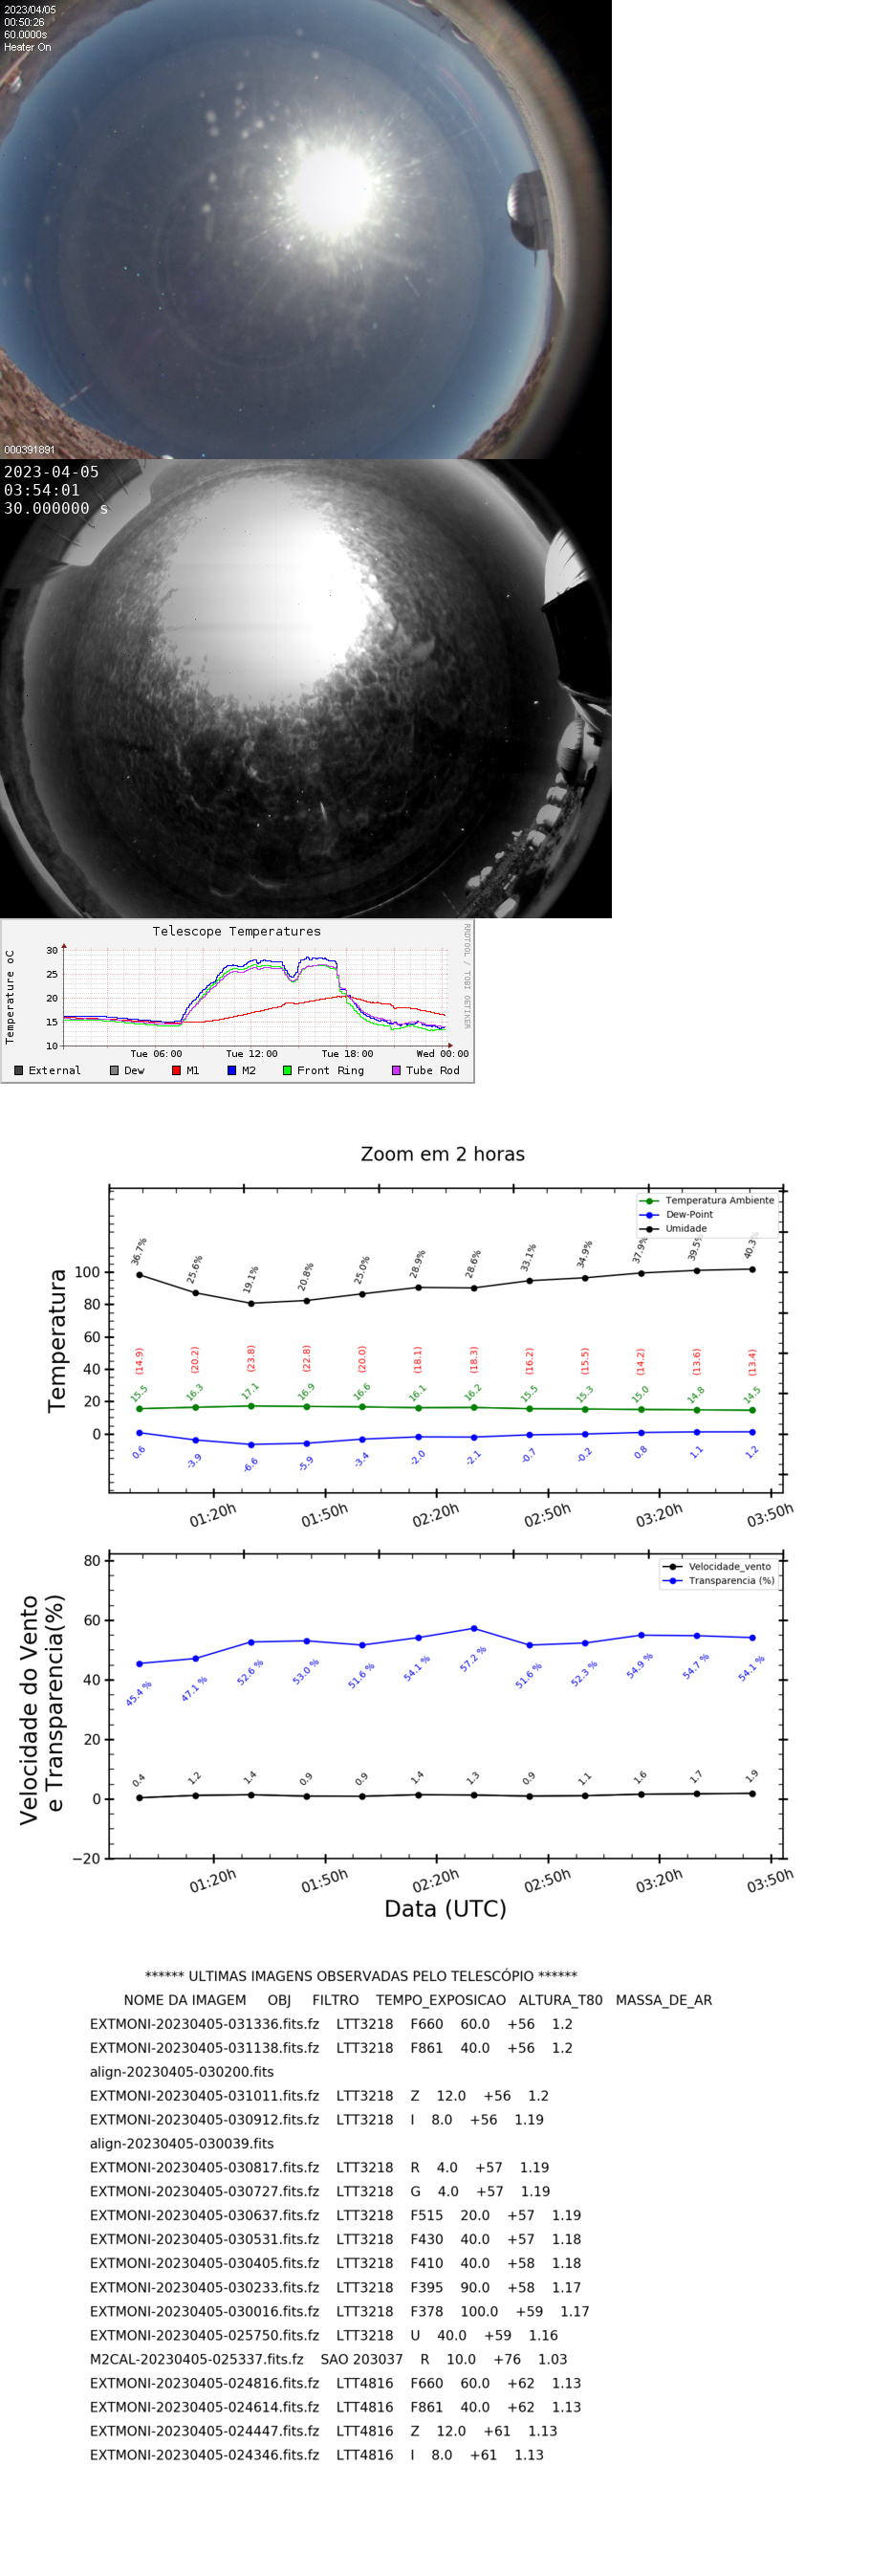 2023/04/05
00:50:26
60.0000s
Heater On
000391891
2023-04-05
03:54:01
30.000000 s
Telescope Temperatures
RRDTOOL / TOBI OETIKER
Temperature oC
30
25
20
15
10
Tue 06:00 Tue 12:00 Tue 18:00 Wed 00:00
External Dew M1 M2 Front Ring Tube Rod
Zoom em 2 horas
Temperatura Ambiente
Dew-Point
Umidade
Temperatura
100
80
60
40
20
0
36.7% 25.6% 19.1% 20.8% 25.0% 28.9% 28.6% 33.1% 34.9% 37.9% 39.5% 40.3%
(14.9) (20.2) (23.8) (22.8) (20.0) (18.1) (18.3) (16.2) (15.5) (14.2) (13.6) (13.4)
15.5 16.3 17.1 16.9 16.6 16.1 16.2 15.5 15.3 15.0 14.8 14.5
0.6 -3.9 -6.6 -5.9 -3.4 -2.0 -2.1 -0.7 -0.2 0.8 1.1 1.2
01:20h 01:50h 02:20h 02:50h 03:20h 03:50h
Velocidade_vento
Transparencia (%)
Velocidade do Vento
e Transparencia(%)
80
60
40
20
0
−20
45.4 % 47.1 % 52.6 % 53.0 % 51.6 % 54.1 % 57.2 % 51.6 % 52.3 % 54.9 % 54.7 % 54.1 %
0.4 1.2 1.4 0.9 0.9 1.4 1.3 0.9 1.1 1.6 1.7 1.9
01:20h 01:50h 02:20h 02:50h 03:20h 03:50h
Data (UTC)
****** ULTIMAS IMAGENS OBSERVADAS PELO TELESCÓPIO ******
NOME DA IMAGEM OBJ FILTRO TEMPO_EXPOSICAO ALTURA_T80 MASSA_DE_AR
EXTMONI-20230405-031336.fits.fz LTT3218 F660 60.0 +56 1.2
EXTMONI-20230405-031138.fits.fz LTT3218 F861 40.0 +56 1.2
align-20230405-030200.fits
EXTMONI-20230405-031011.fits.fz LTT3218 Z 12.0 +56 1.2
EXTMONI-20230405-030912.fits.fz LTT3218 I 8.0 +56 1.19
align-20230405-030039.fits
EXTMONI-20230405-030817.fits.fz LTT3218 R 4.0 +57 1.19
EXTMONI-20230405-030727.fits.fz LTT3218 G 4.0 +57 1.19
EXTMONI-20230405-030637.fits.fz LTT3218 F515 20.0 +57 1.19
EXTMONI-20230405-030531.fits.fz LTT3218 F430 40.0 +57 1.18
EXTMONI-20230405-030405.fits.fz LTT3218 F410 40.0 +58 1.18
EXTMONI-20230405-030233.fits.fz LTT3218 F395 90.0 +58 1.17
EXTMONI-20230405-030016.fits.fz LTT3218 F378 100.0 +59 1.17
EXTMONI-20230405-025750.fits.fz LTT3218 U 40.0 +59 1.16
M2CAL-20230405-025337.fits.fz SAO 203037 R 10.0 +76 1.03
EXTMONI-20230405-024816.fits.fz LTT4816 F660 60.0 +62 1.13
EXTMONI-20230405-024614.fits.fz LTT4816 F861 40.0 +62 1.13
EXTMONI-20230405-024447.fits.fz LTT4816 Z 12.0 +61 1.13
EXTMONI-20230405-024346.fits.fz LTT4816 I 8.0 +61 1.13